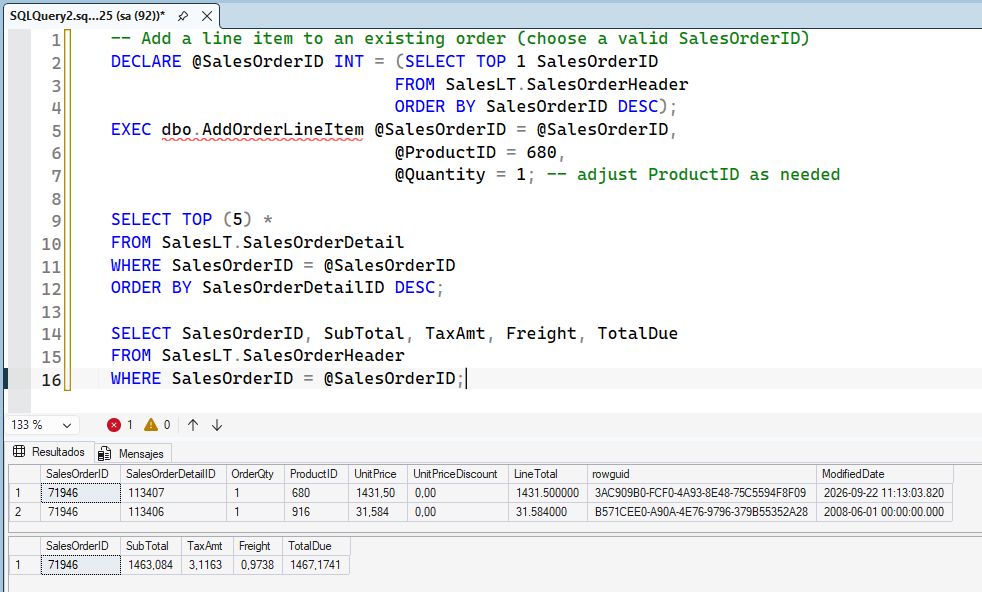 SQLQuery2.sq...25 (sa (92))*
1 -- Add a line item to an existing order (choose a valid SalesOrderID)
2 DECLARE @SalesOrderID INT = (SELECT TOP 1 SalesOrderID
3 FROM SalesLT.SalesOrderHeader
4 ORDER BY SalesOrderID DESC);
5 EXEC dbo.AddOrderLineItem @SalesOrderID = @SalesOrderID,
6 @ProductID = 680,
7 @Quantity = 1; -- adjust ProductID as needed
8
9 SELECT TOP (5) *
10 FROM SalesLT.SalesOrderDetail
11 WHERE SalesOrderID = @SalesOrderID
12 ORDER BY SalesOrderDetailID DESC;
13
14 SELECT SalesOrderID, SubTotal, TaxAmt, Freight, TotalDue
15 FROM SalesLT.SalesOrderHeader
16 WHERE SalesOrderID = @SalesOrderID;
133 % 1 0
Resultados Mensajes
SalesOrderID SalesOrderDetailID OrderQty ProductID UnitPrice UnitPriceDiscount LineTotal rowguid ModifiedDate
1 71946 113407 1 680 1431,50 0,00 1431.500000 3AC909B0-FCF0-4A93-8E48-75C5594F8F09 2026-09-22 11:13:03.820
2 71946 113406 1 916 31,584 0,00 31.584000 B571CEE0-A90A-4E76-9796-379B55352A28 2008-06-01 00:00:00.000
SalesOrderID SubTotal TaxAmt Freight TotalDue
1 71946 1463,084 3,1163 0,9738 1467,1741